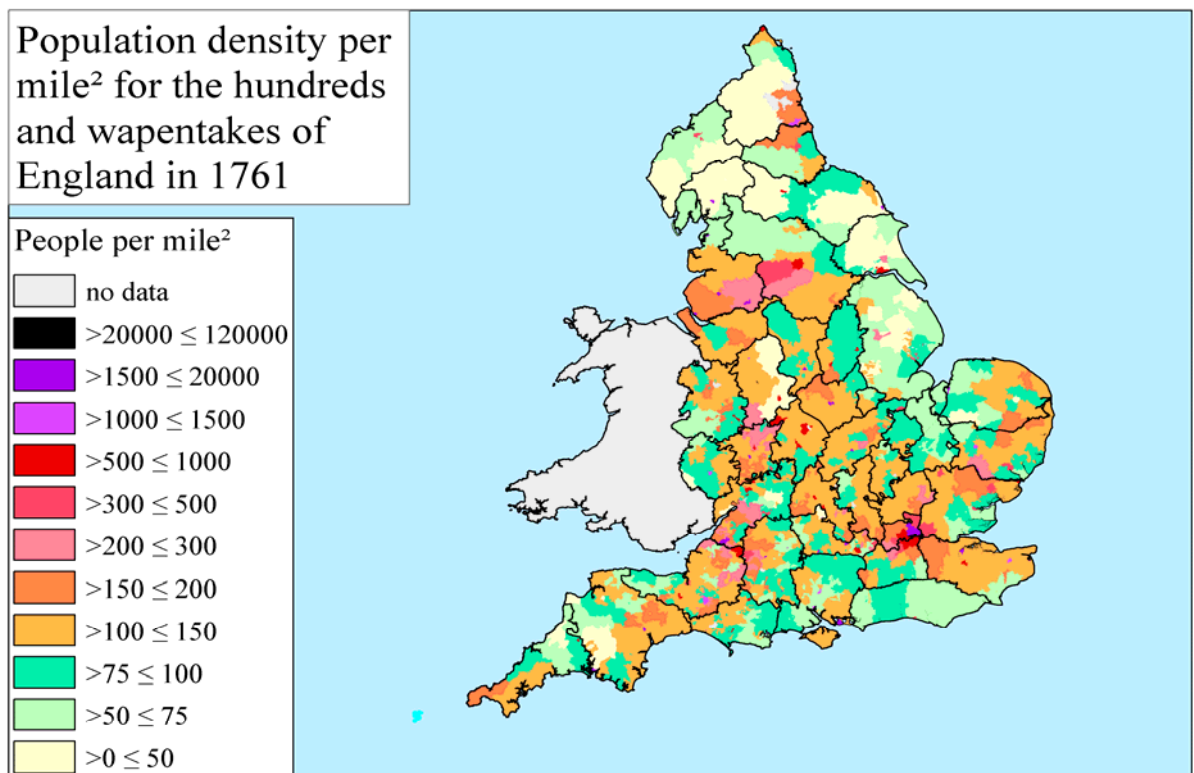 Population density per
mile² for the hundreds
and wapentakes of
England in 1761
People per mile²
no data
>20000 ≤ 120000
>1500 ≤ 20000
>1000 ≤ 1500
>500 ≤ 1000
>300 ≤ 500
>200 ≤ 300
>150 ≤ 200
>100 ≤ 150
>75 ≤ 100
>50 ≤ 75
>0 ≤ 50